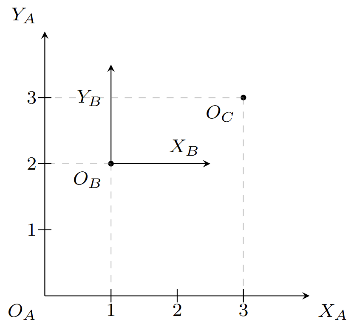 Y_A
3
Y_B
O_C
X_B
2
O_B
1
O_A 1 2 3 X_A